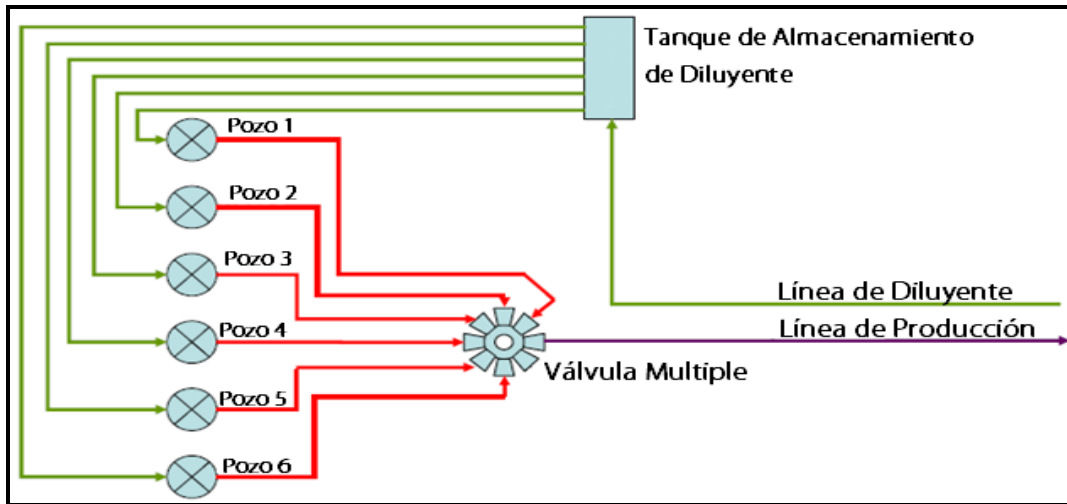 Tanque de Almacenamiento
de Diluyente
Pozo 1
Pozo 2
Pozo 3
Línea de Diluyente
Línea de Producción
Pozo 4
Válvula Multiple
Pozo 5
Pozo 6